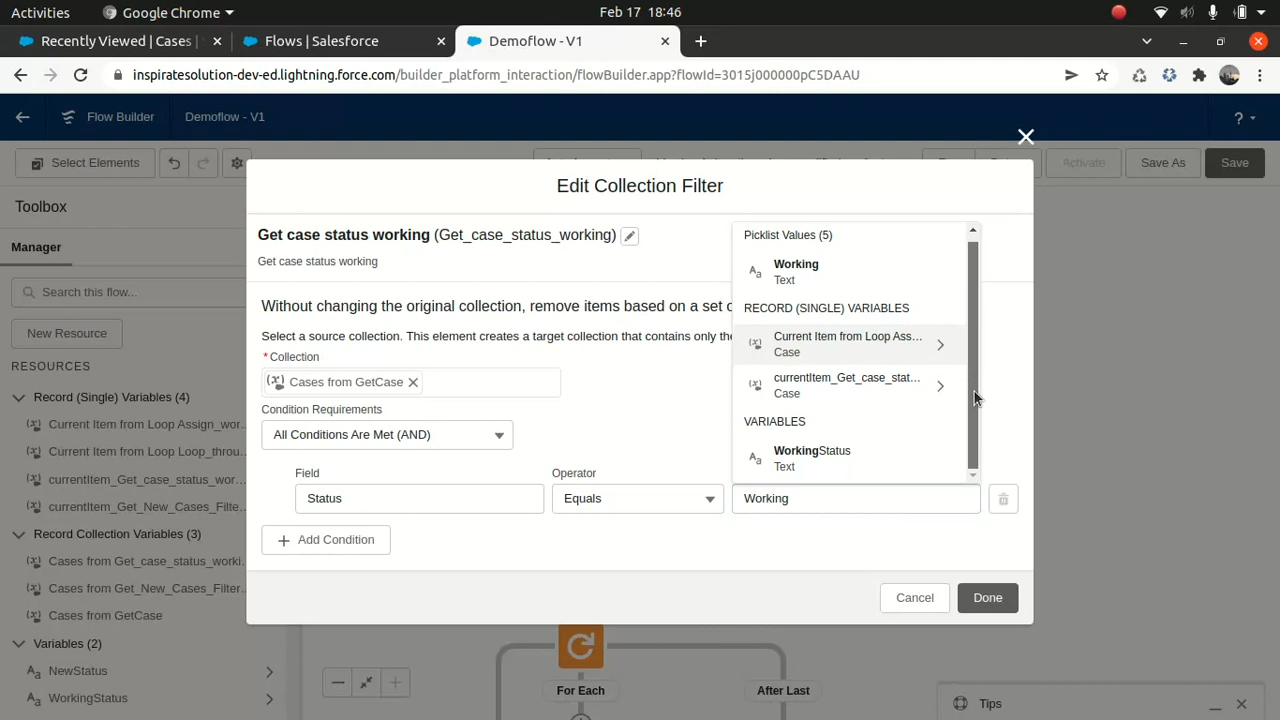 Activities
Google Chrome
Feb 17 18:46
Recently Viewed | Cases |
Flows | Salesforce
Demoflow - V1
inspiratesolution-dev-ed.lightning.force.com/builder_platform_interaction/flowBuilder.app?flowId=3015j000000pC5DAAU
Flow Builder
Demoflow - V1
?
Select Elements
Activate
Save As
Save
Toolbox
Manager
Search this flow...
New Resource
RESOURCES
Record (Single) Variables (4)
Current Item from Loop Assign_wor...
Current Item from Loop Loop_throu...
currentItem_Get_case_status_wor...
currentItem_Get_New_Cases_Filte...
Record Collection Variables (3)
Cases from Get_case_status_worki...
Cases from Get_New_Cases_Filter...
Cases from GetCase
Variables (2)
NewStatus
WorkingStatus
Edit Collection Filter
Get case status working (Get_case_status_working)
Get case status working
Without changing the original collection, remove items based on a set
Select a source collection. This element creates a target collection that contains only the
*Collection
Cases from GetCase
Condition Requirements
All Conditions Are Met (AND)
Field
Operator
Status
Equals
Working
Picklist Values (5)
Working
Text
RECORD (SINGLE) VARIABLES
Current Item from Loop Ass...
Case
currentItem_Get_case_stat...
Case
VARIABLES
WorkingStatus
Text
Add Condition
Cancel
Done
For Each
After Last
Tips